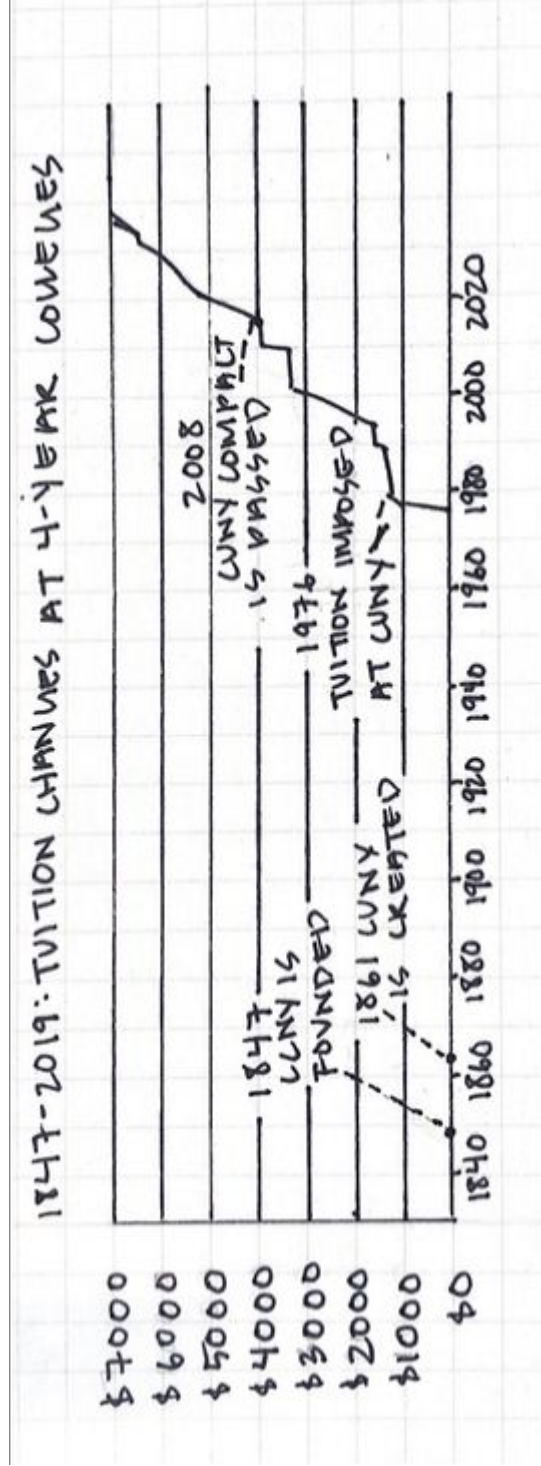 1847-2019: TUITION CHANGES AT 4-YEAR COLLEGES
$7000
$6000
$5000
$4000
$3000
$2000
$1000
$0
1847
CCNY IS
FOUNDED
1861 CUNY
IS CREATED
1976
TUITION IMPOSED
AT CUNY
2008
CUNY COMPACT
IS PASSED
1840
1860
1880
1900
1920
1940
1960
1980
2000
2020